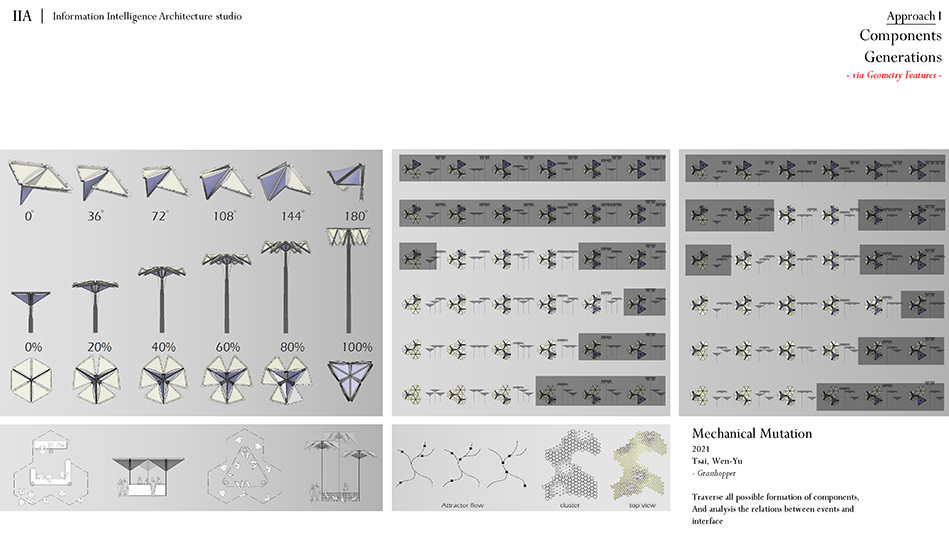 IIA | Information Intelligence Architecture studio
Approach I
Components
Generations
- via Geometry Features -
0° 36° 72° 108° 144° 180°
0% 20% 40% 60% 80% 100%
Attractor flow cluster top view
Mechanical Mutation
2021
Tsai, Wen-Yu
- Grasshopper
Traverse all possible formation of components,
And analysis the relations between events and
interface